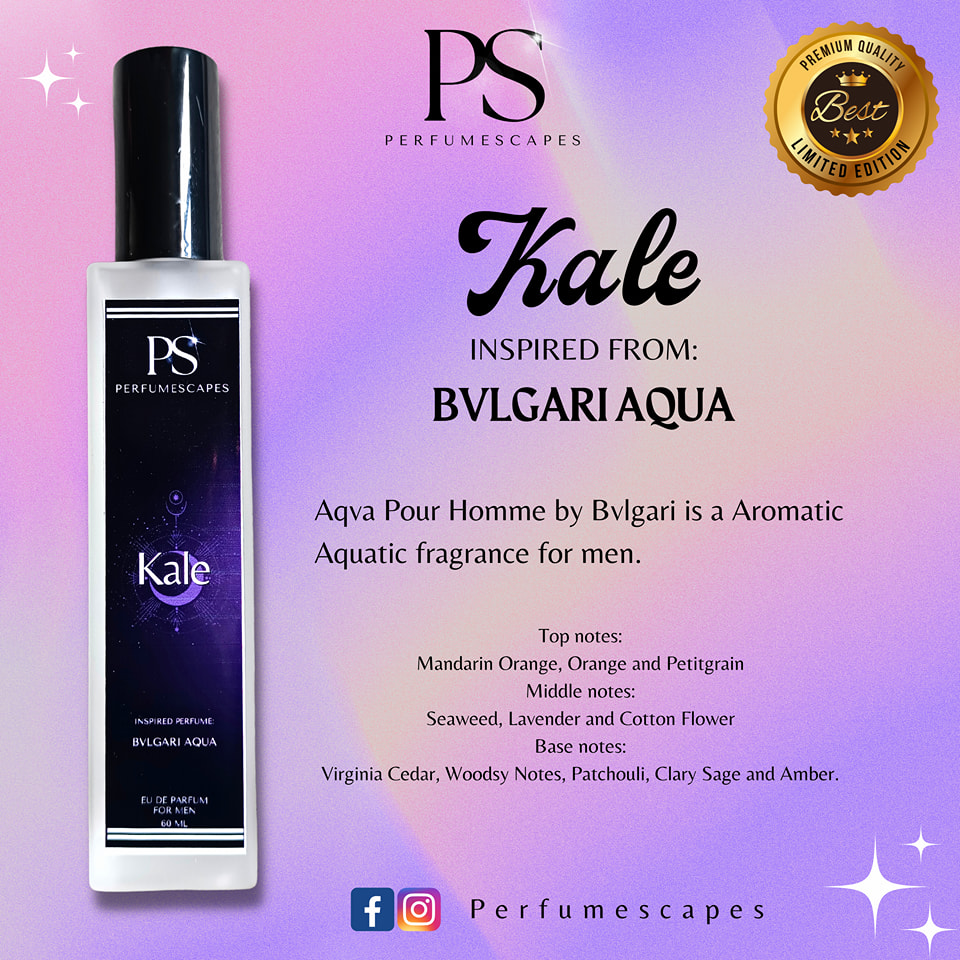 PS
PERFUMESCAPES
PREMIUM QUALITY
Best
LIMITED EDITION
Kale
INSPIRED FROM:
BVLGARI AQUA
Aqva Pour Homme by Bvlgari is a Aromatic
Aquatic fragrance for men.
Top notes:
Mandarin Orange, Orange and Petitgrain
Middle notes:
Seaweed, Lavender and Cotton Flower
Base notes:
Virginia Cedar, Woodsy Notes, Patchouli, Clary Sage and Amber.
PS
PERFUMESCAPES
Kale
INSPIRED PERFUME:
BVLGARI AQUA
EU DE PARFUM
FOR MEN
60 ML
Perfumescapes